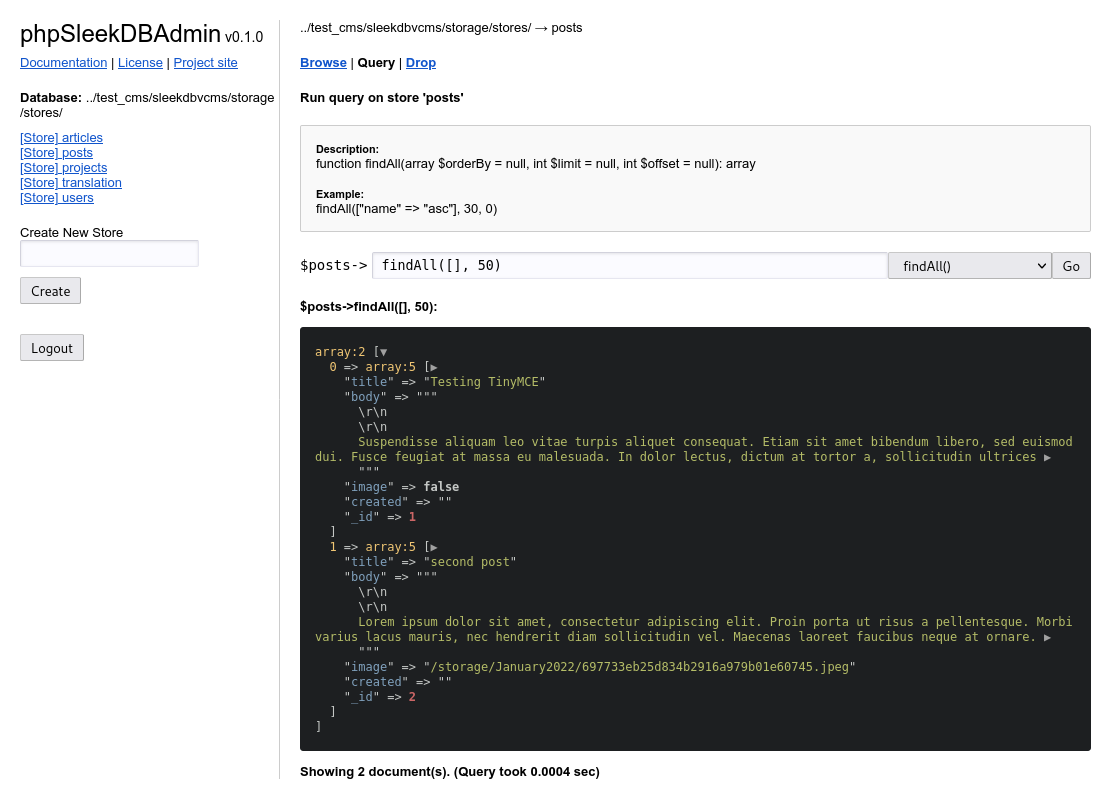 phpSleekDBAdmin v0.1.0
Documentation | License | Project site
Database: ../test_cms/sleekdbvcms/storage
/stores/
[Store] articles
[Store] posts
[Store] projects
[Store] translation
[Store] users
Create New Store
Create
Logout
../test_cms/sleekdbvcms/storage/stores/ → posts
Browse | Query | Drop
Run query on store 'posts'
Description:
function findAll(array $orderBy = null, int $limit = null, int $offset = null): array
Example:
findAll(["name" => "asc"], 30, 0)
$posts-> findAll([], 50) findAll() Go
$posts->findAll([], 50):
array:2 [▼
  0 => array:5 [▶
    "title" => "Testing TinyMCE"
    "body" => """
      \r\n
      \r\n
      Suspendisse aliquam leo vitae turpis aliquet consequat. Etiam sit amet bibendum libero, sed euismod
dui. Fusce feugiat at massa eu malesuada. In dolor lectus, dictum at tortor a, sollicitudin ultrices ▶
      """
    "image" => false
    "created" => ""
    "_id" => 1
  ]
  1 => array:5 [▶
    "title" => "second post"
    "body" => """
      \r\n
      \r\n
      Lorem ipsum dolor sit amet, consectetur adipiscing elit. Proin porta ut risus a pellentesque. Morbi
varius lacus mauris, nec hendrerit diam sollicitudin vel. Maecenas laoreet faucibus neque at ornare. ▶
      """
    "image" => "/storage/January2022/697733eb25d834b2916a979b01e60745.jpeg"
    "created" => ""
    "_id" => 2
  ]
]
Showing 2 document(s). (Query took 0.0004 sec)